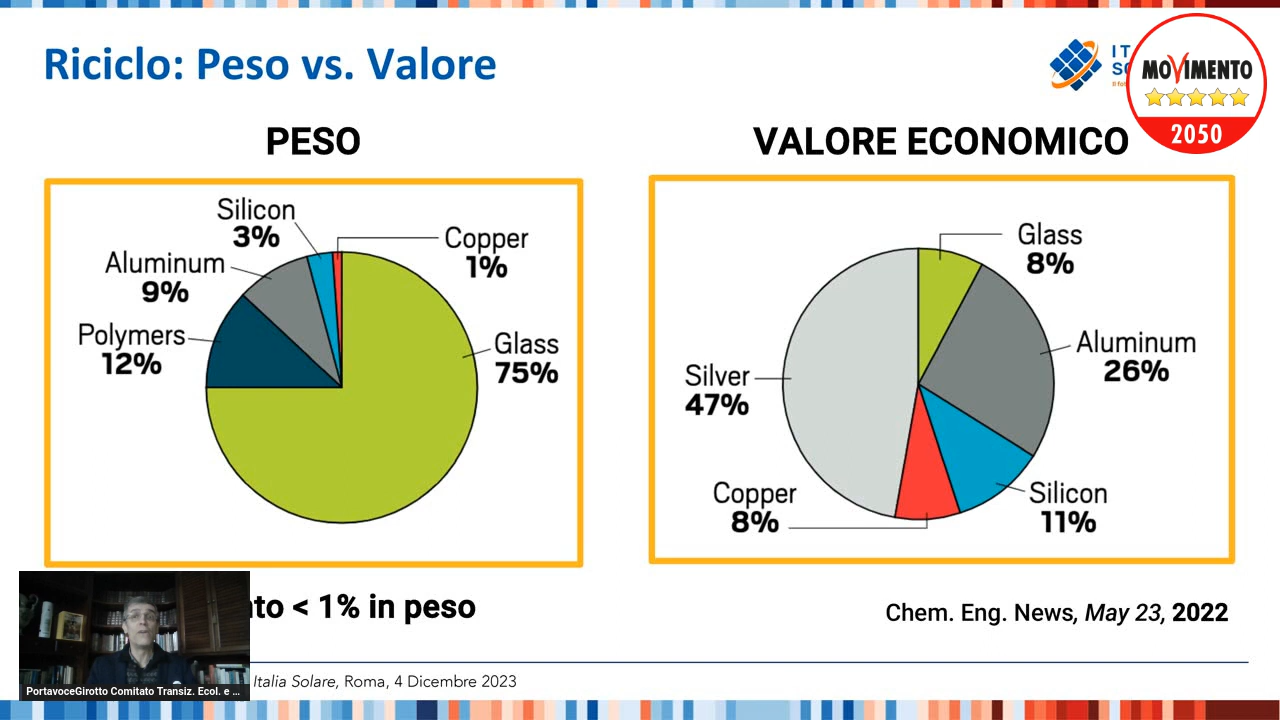 Riciclo: Peso vs. Valore
MOVIMENTO
2050
PESO
VALORE ECONOMICO
Silicon
3%
Copper
1%
Aluminum
9%
Polymers
12%
Glass
75%
Glass
8%
Aluminum
26%
Silver
47%
Copper
8%
Silicon
11%
< 1% in peso
Chem. Eng. News, May 23, 2022
PortavoceGirotto Comitato Transiz. Ecol. e ...
Italia Solare, Roma, 4 Dicembre 2023